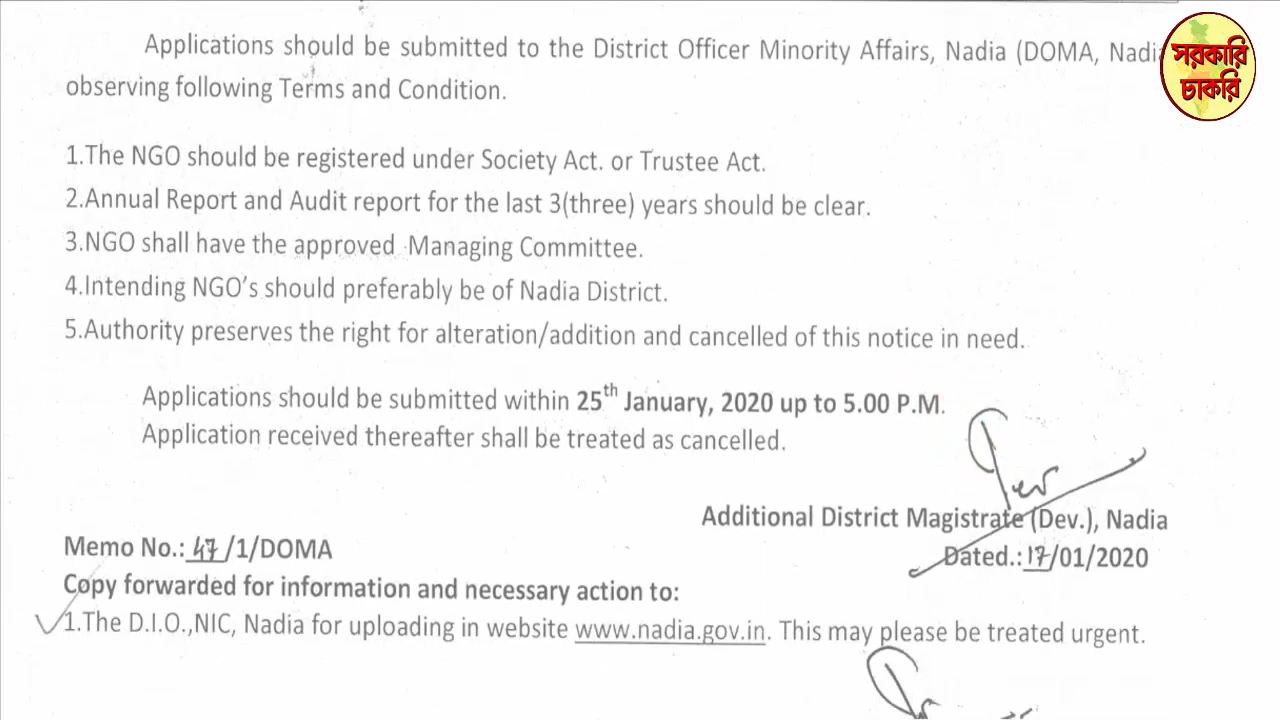 Applications should be submitted to the District Officer Minority Affairs, Nadia (DOMA, Nadia
সরকারি
চাকরি
observing following Terms and Condition.
1.The NGO should be registered under Society Act. or Trustee Act.
2.Annual Report and Audit report for the last 3(three) years should be clear.
3.NGO shall have the approved Managing Committee.
4.Intending NGO's should preferably be of Nadia District.
5.Authority preserves the right for alteration/addition and cancelled of this notice in need.
Applications should be submitted within 25th January, 2020 up to 5.00 P.M.
Application received thereafter shall be treated as cancelled.
Additional District Magistrate (Dev.), Nadia
Memo No.: 47/1/DOMA
Dated.: 17/01/2020
Copy forwarded for information and necessary action to:
1.The D.I.O.,NIC, Nadia for uploading in website www.nadia.gov.in. This may please be treated urgent.